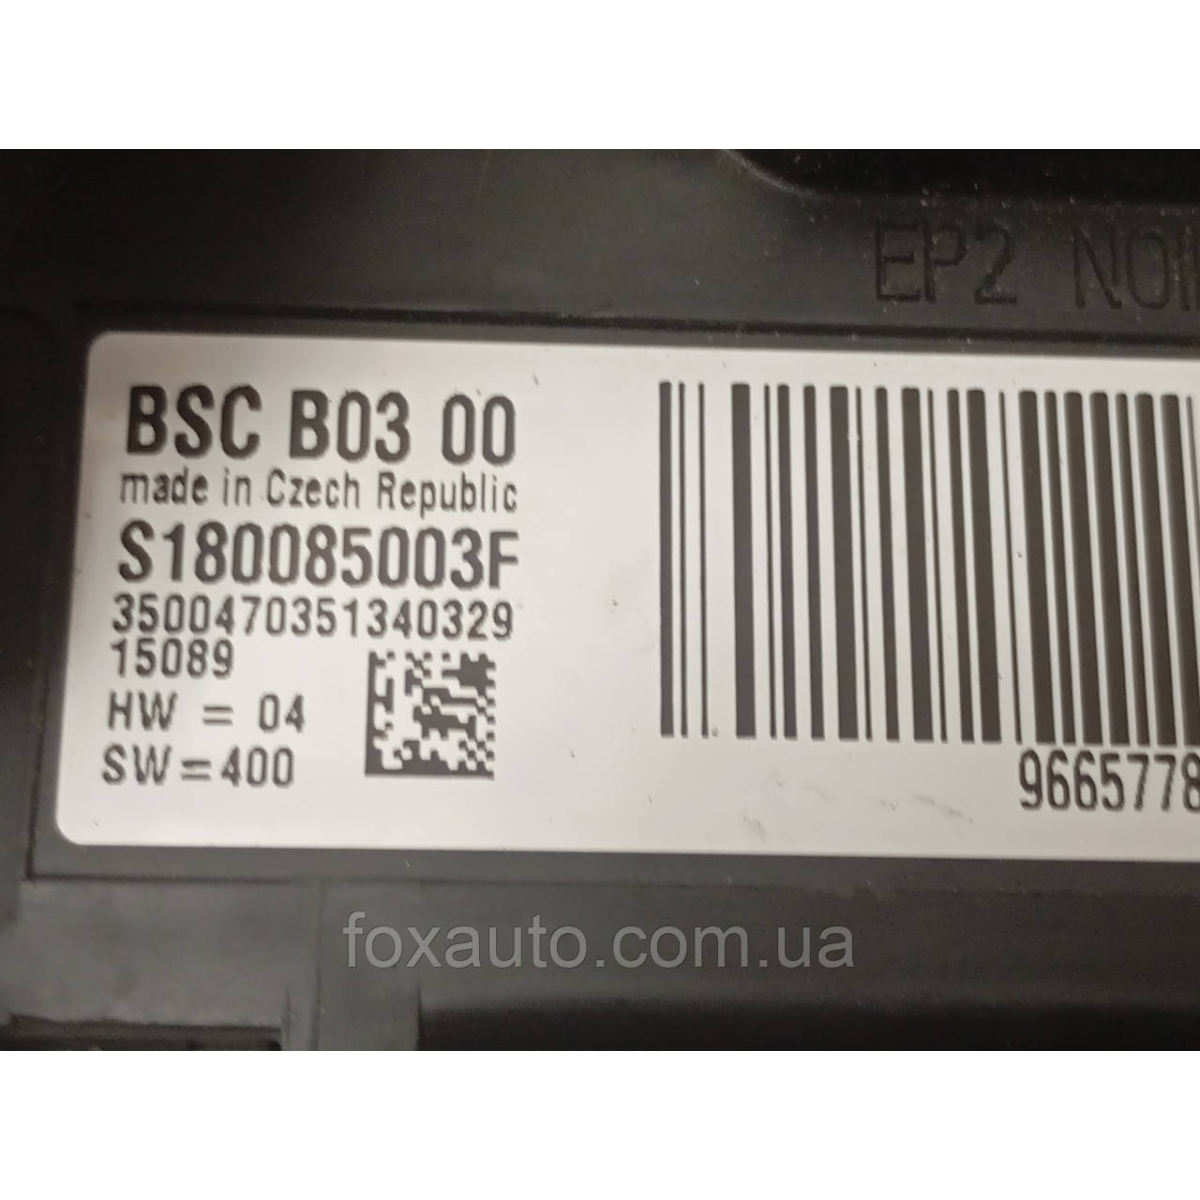 EP2 NOI
BSC B03 00
made in Czech Republic
S180085003F
3500470351340329
15089
HW = 04
SW=400
9665778
foxauto.com.ua